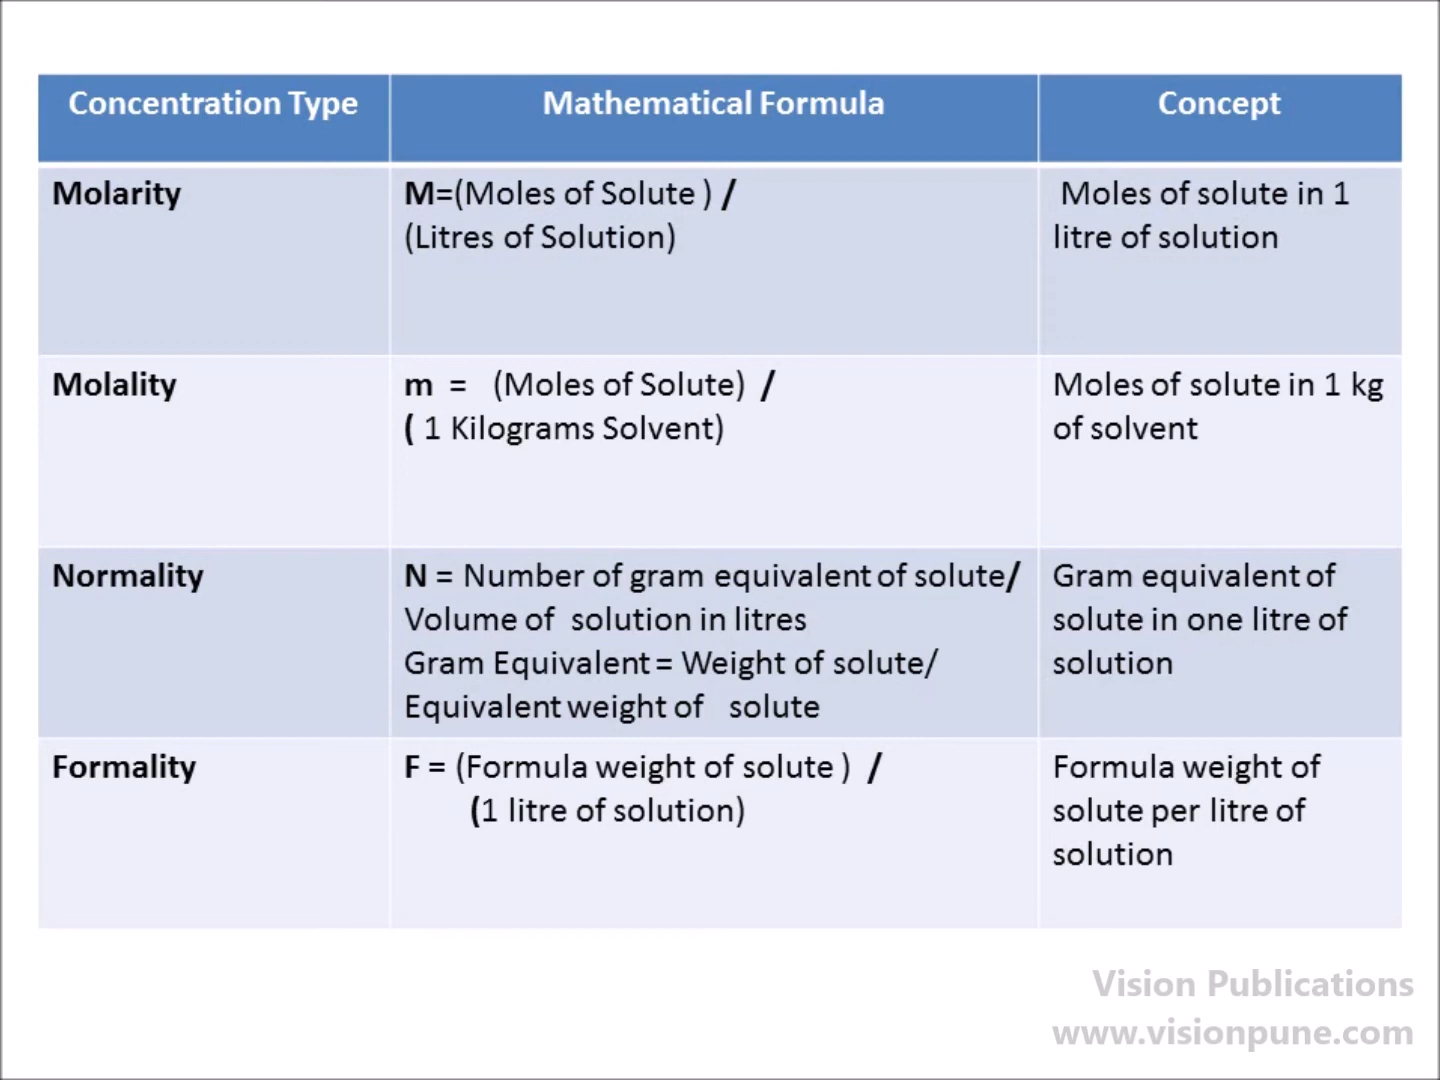 Concentration Type
Mathematical Formula
Concept
Molarity
M=(Moles of Solute ) /
(Litres of Solution)
Moles of solute in 1
litre of solution
Molality
m = (Moles of Solute) /
( 1 Kilograms Solvent)
Moles of solute in 1 kg
of solvent
Normality
N = Number of gram equivalent of solute/
Volume of solution in litres
Gram Equivalent = Weight of solute/
Equivalent weight of solute
Gram equivalent of
solute in one litre of
solution
Formality
F = (Formula weight of solute ) /
(1 litre of solution)
Formula weight of
solute per litre of
solution
Vision Publications
www.visionpune.com